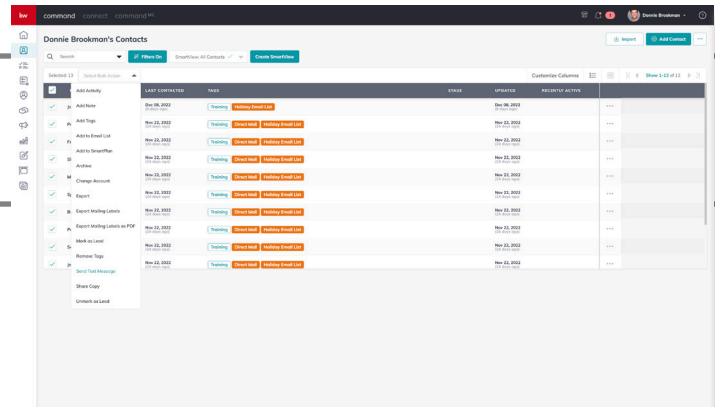 kw command connect command MC 1 Donnie Brookman
Donnie Brookman's Contacts Import Add Contact
Search Filters On SmartView: All Contacts Create SmartView
Selected: 13 Select Bulk Action Customize Columns Show 1-13 of 13
LAST CONTACTED TAGS STAGE UPDATED RECENTLY ACTIVE
Add Activity
Add Note
Add Tags
Add to Email List
Add to SmartPlan
Archive
Change Account
Export
Export Mailing Labels
Export Mailing Labels as PDF
Mark as Lead
Remove Tags
Send Text Message
Share Copy
Unmark as Lead
Dec 08, 2022 Training Holiday Email List Dec 08, 2022
Nov 22, 2022 Training Direct Mail Holiday Email List Nov 22, 2022
Nov 22, 2022 Training Direct Mail Holiday Email List Nov 22, 2022
Nov 22, 2022 Training Direct Mail Holiday Email List Nov 22, 2022
Nov 22, 2022 Training Direct Mail Holiday Email List Nov 22, 2022
Nov 22, 2022 Training Direct Mail Holiday Email List Nov 22, 2022
Nov 22, 2022 Training Direct Mail Holiday Email List Nov 22, 2022
Nov 22, 2022 Training Direct Mail Holiday Email List Nov 22, 2022
Nov 22, 2022 Training Direct Mail Holiday Email List Nov 22, 2022
Nov 22, 2022 Training Direct Mail Holiday Email List Nov 22, 2022